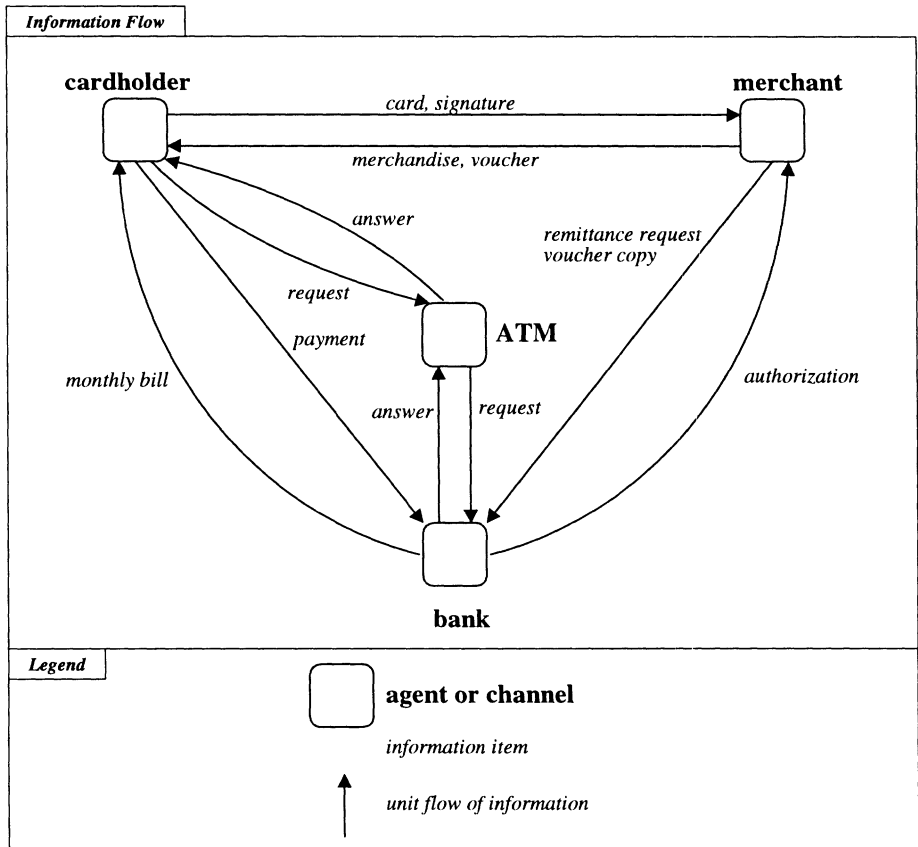 Information Flow
cardholder
merchant
card, signature
merchandise, voucher
answer
remittance request
voucher copy
request
ATM
payment
monthly bill
authorization
answer
request
bank
Legend
agent or channel
information item
unit flow of information